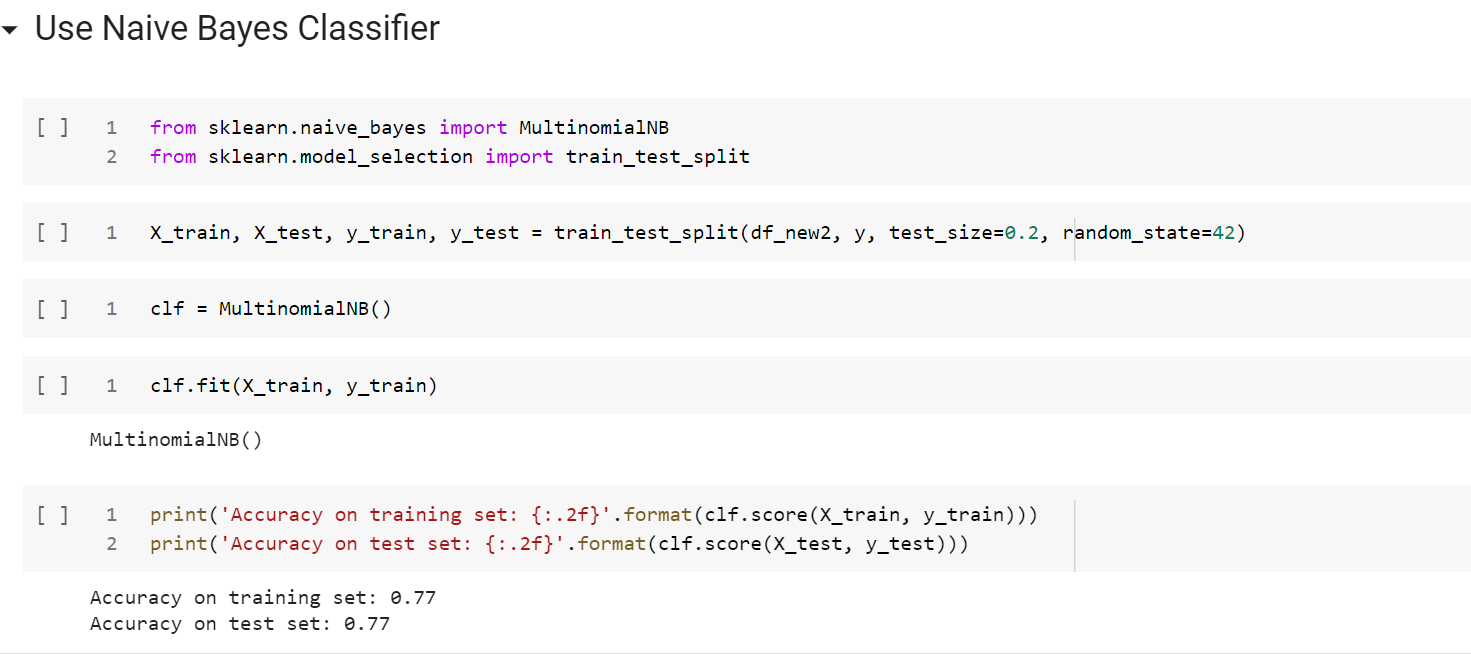 Use Naive Bayes Classifier
[ ] 1 from sklearn.naive_bayes import MultinomialNB
2 from sklearn.model_selection import train_test_split
[ ] 1 X_train, X_test, y_train, y_test = train_test_split(df_new2, y, test_size=0.2, random_state=42)
[ ] 1 clf = MultinomialNB()
[ ] 1 clf.fit(X_train, y_train)
MultinomialNB()
[ ] 1 print('Accuracy on training set: {:.2f}'.format(clf.score(X_train, y_train)))
2 print('Accuracy on test set: {:.2f}'.format(clf.score(X_test, y_test)))
Accuracy on training set: 0.77
Accuracy on test set: 0.77